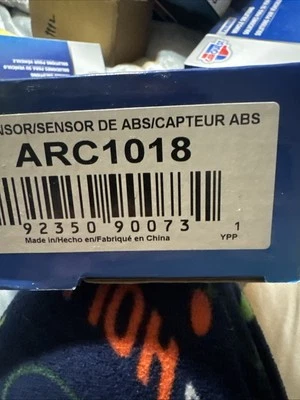 NSOR/SENSOR DE ABS/CAPTEUR ABS
ARC1018
92350 90073 1
Made in/Hecho en/Fabriqué en China
YPP